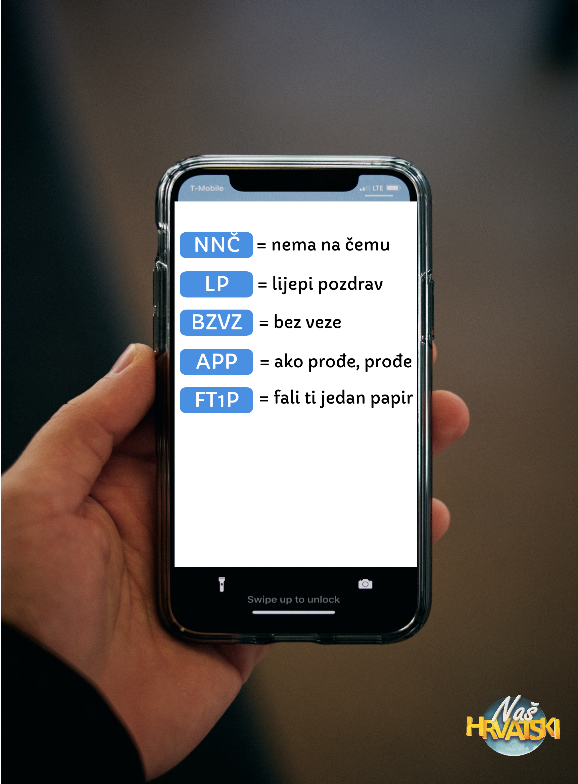 T-Mobile LTE
NNČ = nema na čemu
LP = lijepi pozdrav
BZVZ = bez veze
APP = ako prođe, prođe
FT1P = fali ti jedan papir
Swipe up to unlock
Naš
HRVATSKI